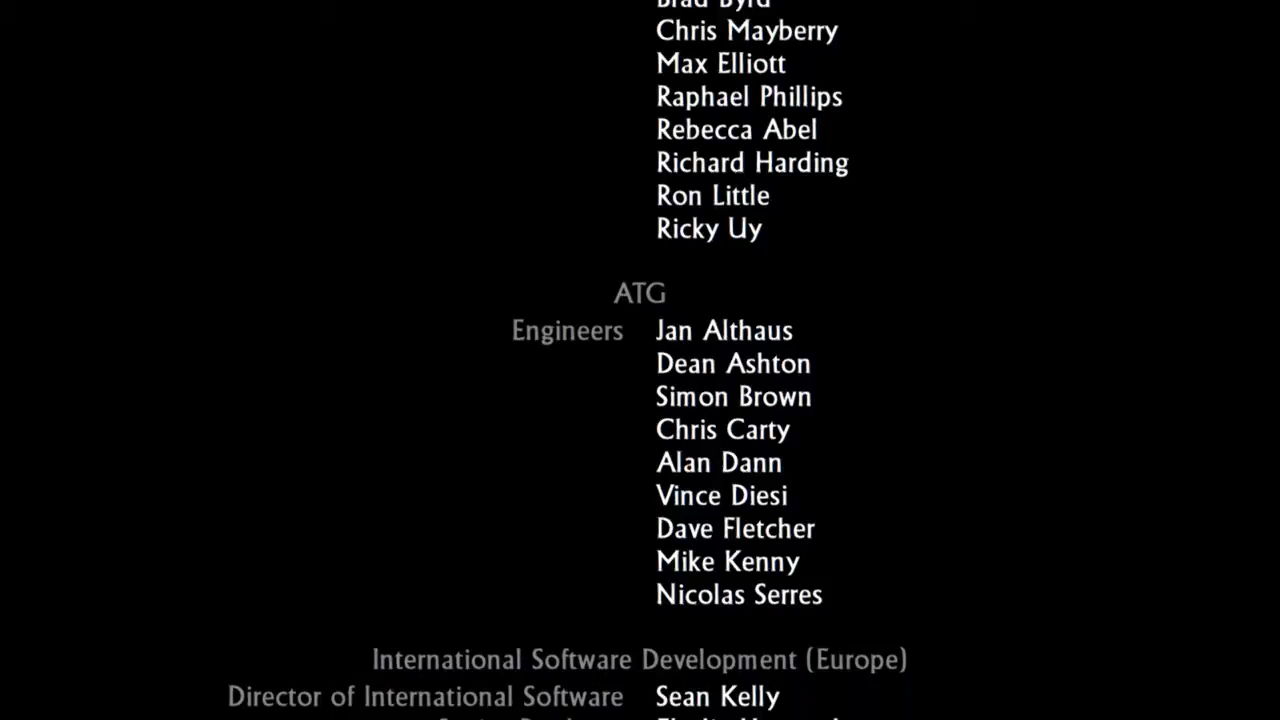 Brad Byrd
Chris Mayberry
Max Elliott
Raphael Phillips
Rebecca Abel
Richard Harding
Ron Little
Ricky Uy
ATG
Engineers Jan Althaus
Dean Ashton
Simon Brown
Chris Carty
Alan Dann
Vince Diesi
Dave Fletcher
Mike Kenny
Nicolas Serres
International Software Development (Europe)
Director of International Software Sean Kelly